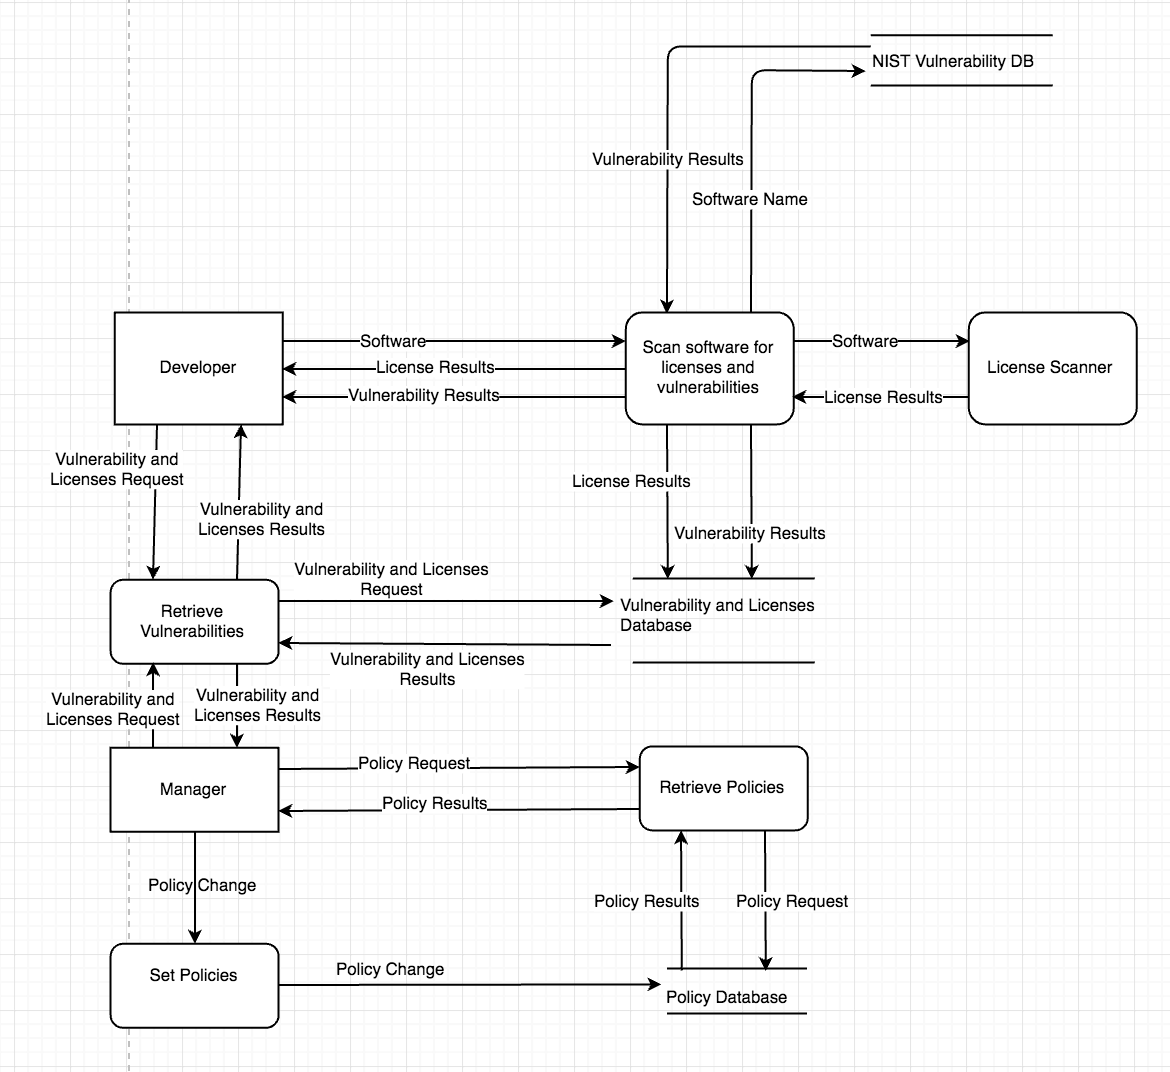 NIST Vulnerability DB
Vulnerability Results
Software Name
Developer
Software
License Results
Vulnerability Results
Scan software for
licenses and
vulnerabilities
Software
License Results
License Scanner
Vulnerability and
Licenses Request
Vulnerability and
Licenses Results
License Results
Vulnerability Results
Retrieve
Vulnerabilities
Vulnerability and Licenses
Request
Vulnerability and Licenses
Results
Vulnerability and Licenses
Database
Vulnerability and
Licenses Request
Vulnerability and
Licenses Results
Manager
Policy Request
Policy Results
Retrieve Policies
Policy Change
Policy Results
Policy Request
Set Policies
Policy Change
Policy Database